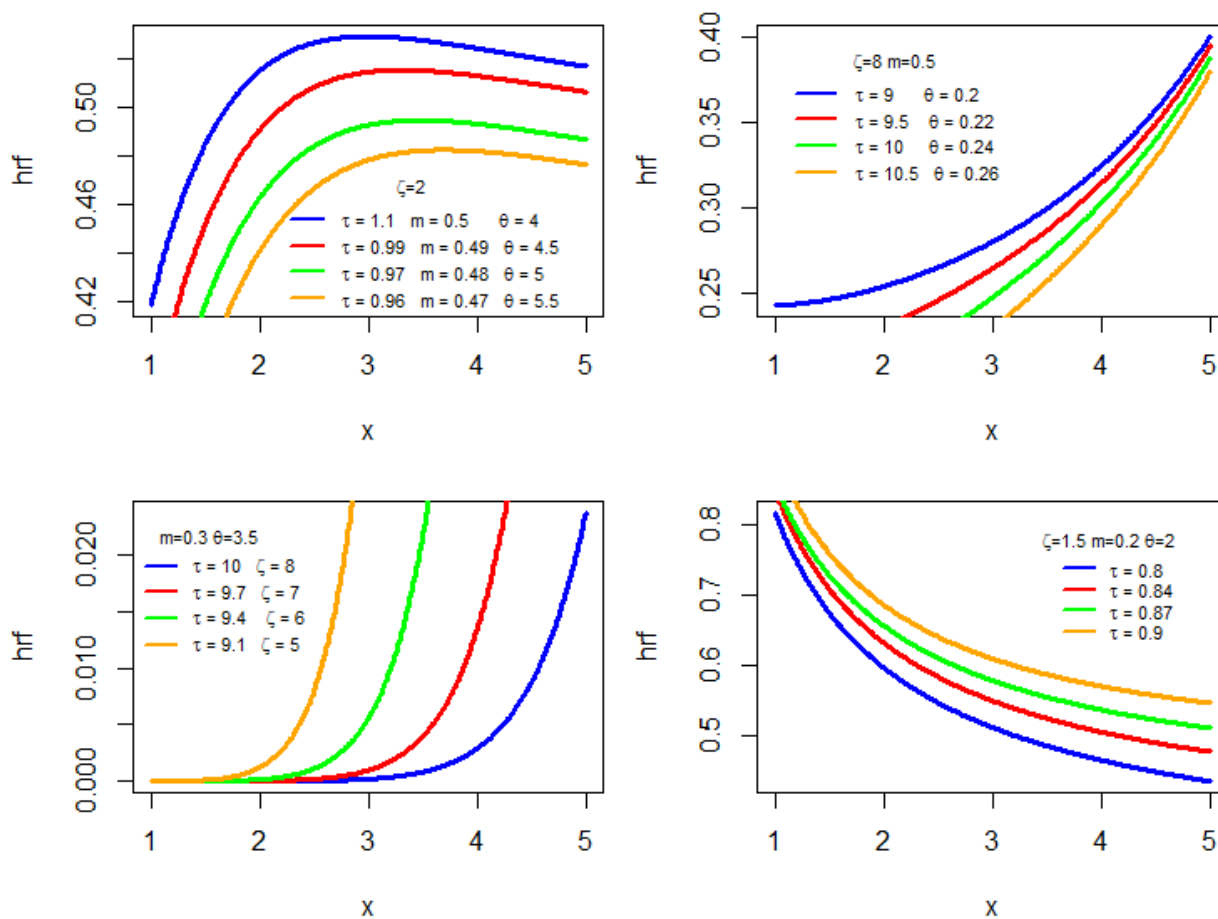 hrf
0.42 0.46 0.50
ζ=2
τ = 1.1 m = 0.5 θ = 4
τ = 0.99 m = 0.49 θ = 4.5
τ = 0.97 m = 0.48 θ = 5
τ = 0.96 m = 0.47 θ = 5.5
1 2 3 4 5
x
hrf
0.25 0.30 0.35 0.40
ζ=8 m=0.5
τ = 9 θ = 0.2
τ = 9.5 θ = 0.22
τ = 10 θ = 0.24
τ = 10.5 θ = 0.26
1 2 3 4 5
x
hrf
0.000 0.010 0.020
m=0.3 θ=3.5
τ = 10 ζ = 8
τ = 9.7 ζ = 7
τ = 9.4 ζ = 6
τ = 9.1 ζ = 5
1 2 3 4 5
x
hrf
0.5 0.6 0.7 0.8
ζ=1.5 m=0.2 θ=2
τ = 0.8
τ = 0.84
τ = 0.87
τ = 0.9
1 2 3 4 5
x